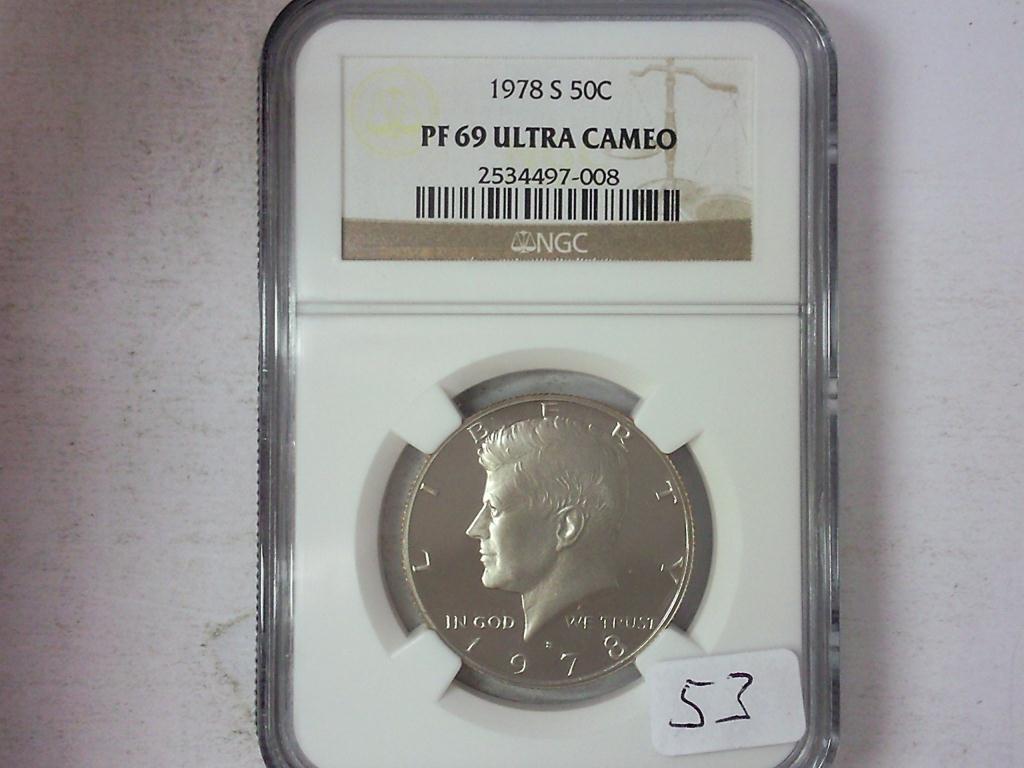 1978 S 50C
PF 69 ULTRA CAMEO
2534497-008
NGC
LIBERTY
IN GOD WE TRUST
1978
S
53